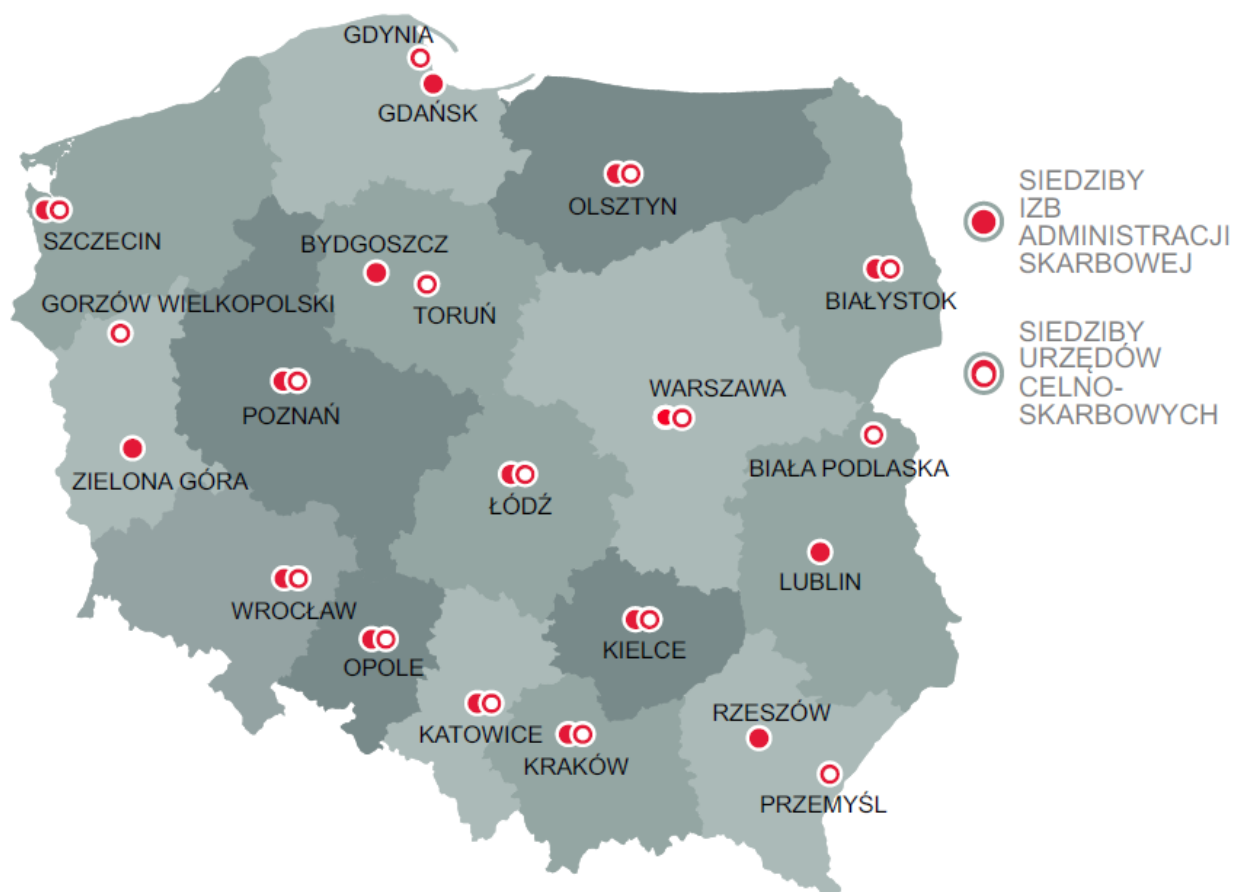 GDYNIA
GDAŃSK
OLSZTYN
SZCZECIN
BYDGOSZCZ
TORUŃ
BIAŁYSTOK
GORZÓW WIELKOPOLSKI
POZNAŃ
WARSZAWA
BIAŁA PODLASKA
ZIELONA GÓRA
ŁÓDŹ
LUBLIN
WROCŁAW
OPOLE
KIELCE
KATOWICE
KRAKÓW
RZESZÓW
PRZEMYŚL
SIEDZIBY
IZB
ADMINISTRACJI
SKARBOWEJ
SIEDZIBY
URZĘDÓW
CELNO-
SKARBOWYCH